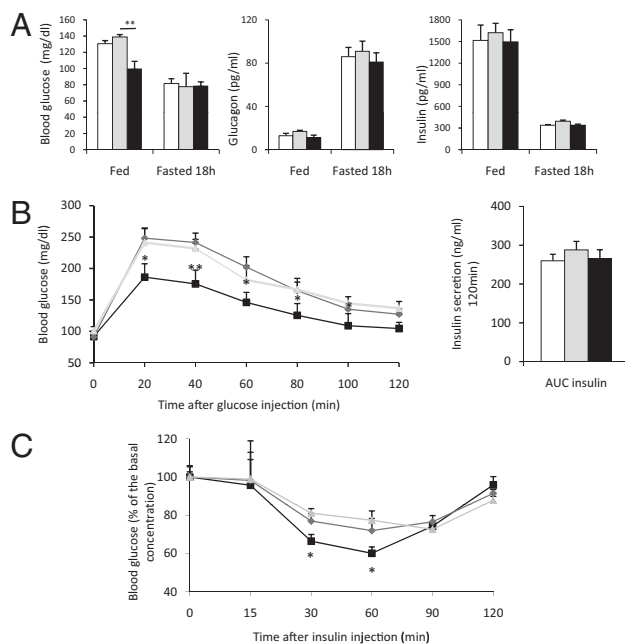 A
Blood glucose
(mg/dl)
160
140
120
100
80
60
40
20
0
**
Fed
Fasted 18h
Glucagon
(pg/ml)
120
80
40
0
Fed
Fasted 18h
Insulin
(pg/ml)
1800
1500
1200
900
600
300
0
Fed
Fasted 18h
B
Blood glucose
(mg/dl)
300
250
200
150
100
50
*
**
*
*
*
0
20
40
60
80
100
120
Time after glucose injection (min)
Insulin secretion (ng/ml)
120min)
400
300
200
100
0
AUC insulin
C
Blood glucose (% of the basal
concentration)
120
100
80
60
40
*
*
0
15
30
60
90
120
Time after insulin injection (min)